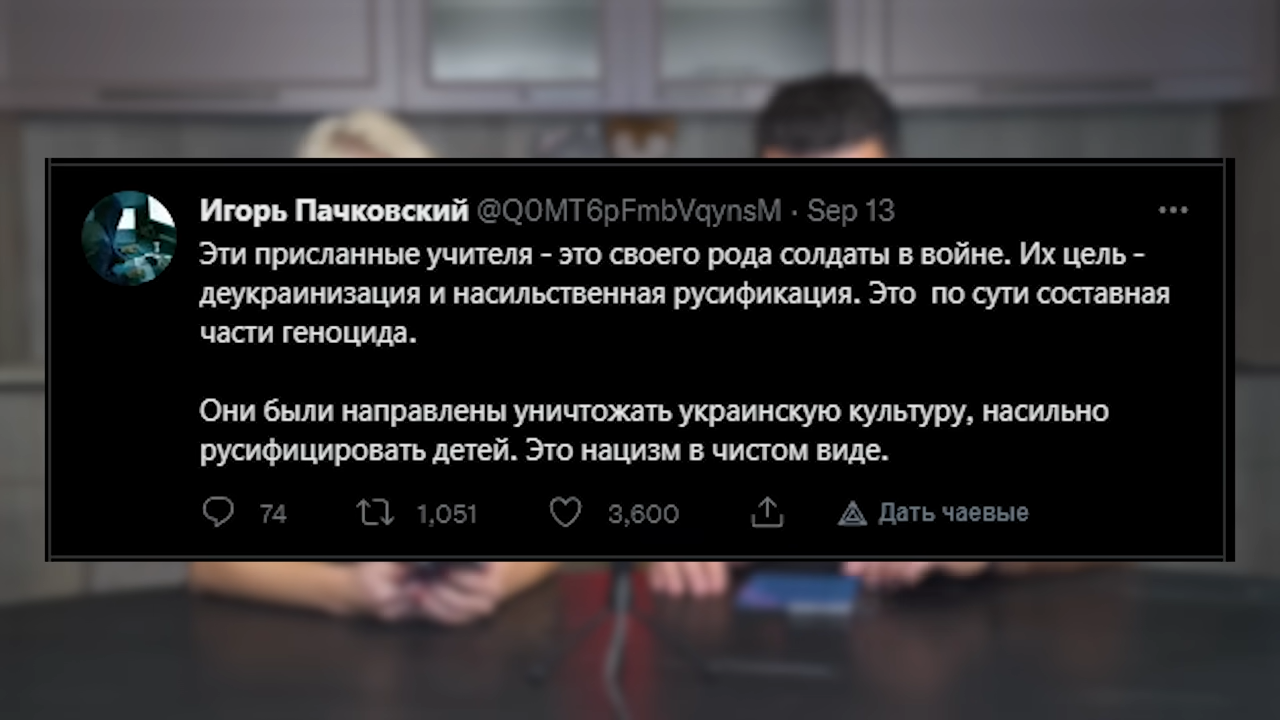 Игорь Пачковский @Q0MT6pFmbVqynsM · Sep 13
Эти присланные учителя - это своего рода солдаты в войне. Их цель -
деукраинизация и насильственная русификация. Это по сути составная
части геноцида.
Они были направлены уничтожать украинскую культуру, насильно
русифицировать детей. Это нацизм в чистом виде.
74 1,051 3,600 Дать чаевые